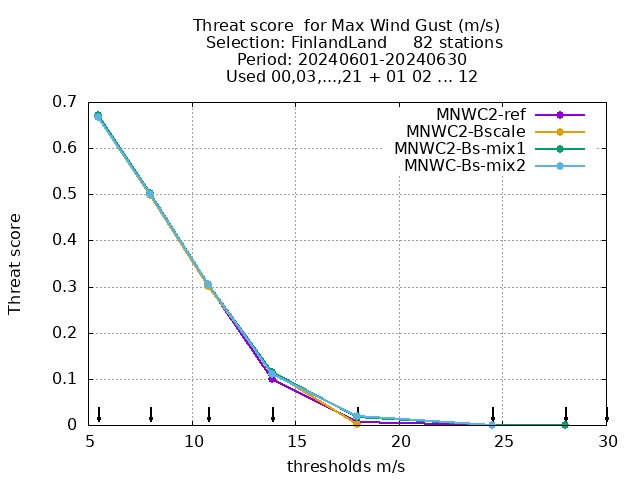 Threat score  for Max Wind Gust (m/s)
Selection: FinlandLand     82 stations
Period: 20240601-20240630
Used 00,03,...,21 + 01 02 ... 12
MNWC2-ref
MNWC2-Bscale
MNWC2-Bs-mix1
MNWC-Bs-mix2
0.7
0.6
0.5
0.4
0.3
0.2
0.1
0
Threat score
5 10 15 20 25 30
thresholds m/s